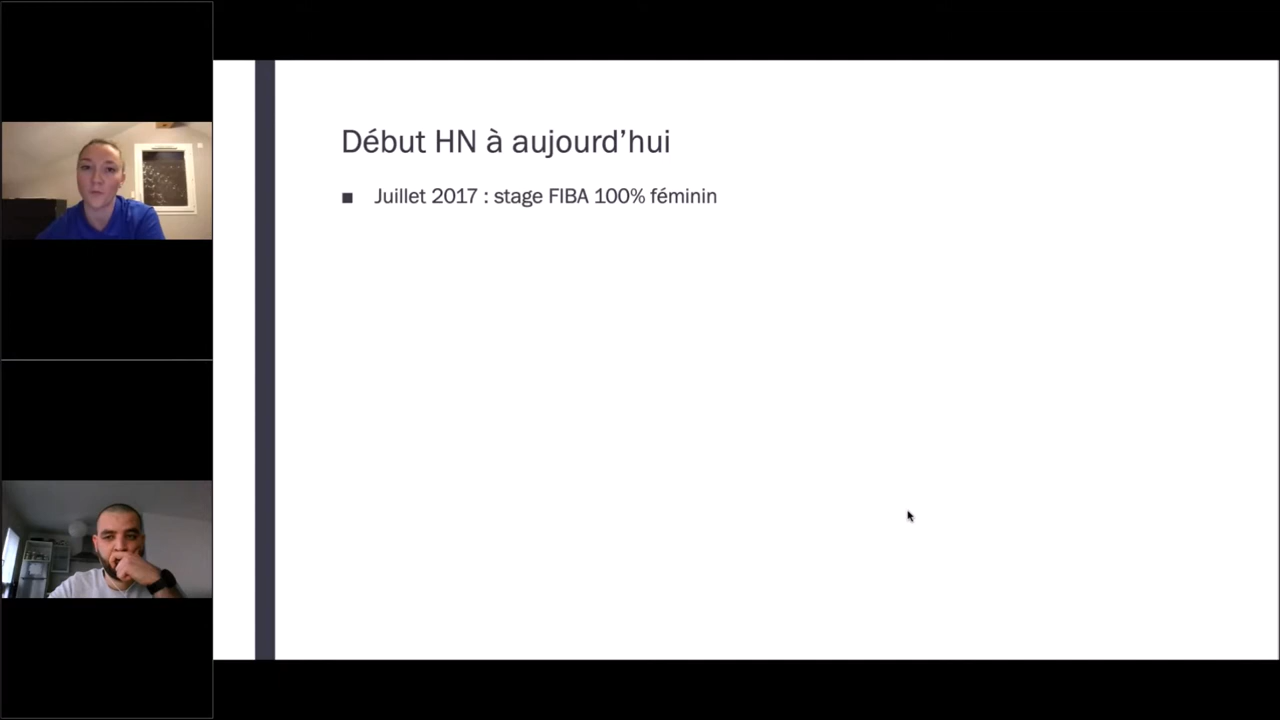 Début HN à aujourd’hui
■ Juillet 2017 : stage FIBA 100% féminin